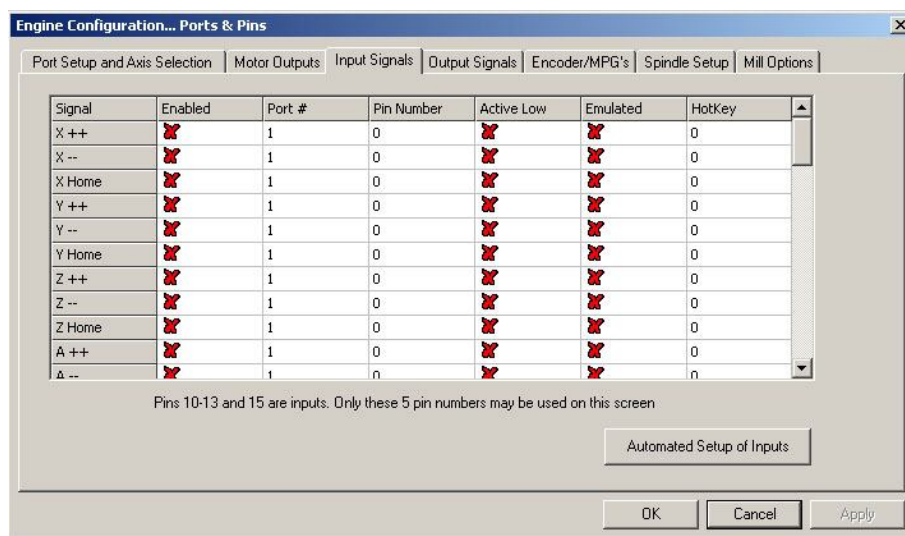 Engine Configuration... Ports & Pins
Port Setup and Axis Selection Motor Outputs Input Signals Output Signals Encoder/MPG's Spindle Setup Mill Options
Signal Enabled Port # Pin Number Active Low Emulated HotKey
X ++ 1 0 0
X -- 1 0 0
X Home 1 0 0
Y ++ 1 0 0
Y -- 1 0 0
Y Home 1 0 0
Z ++ 1 0 0
Z -- 1 0 0
Z Home 1 0 0
A ++ 1 0 0
A -- 1 0 0
Pins 10-13 and 15 are inputs. Only these 5 pin numbers may be used on this screen
Automated Setup of Inputs
OK Cancel Apply